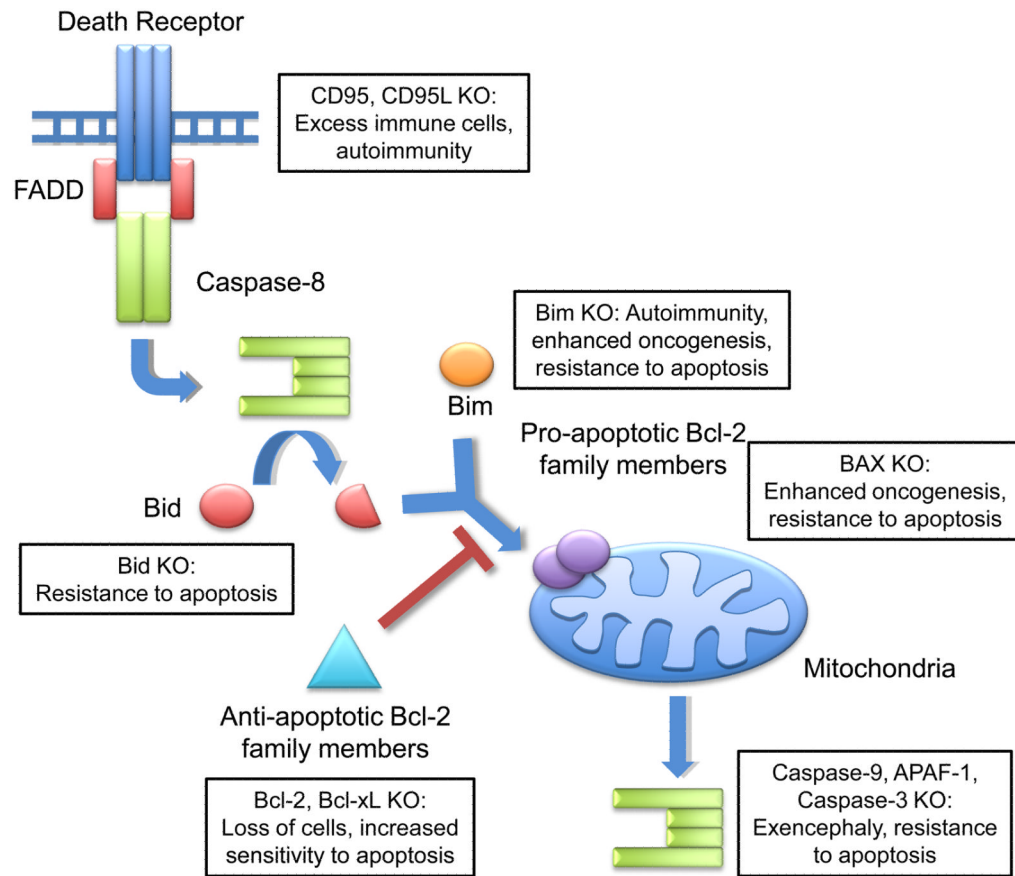 Death Receptor
CD95, CD95L KO:
Excess immune cells,
autoimmunity
FADD
Caspase-8
Bim KO: Autoimmunity,
enhanced oncogenesis,
resistance to apoptosis
Bim
Pro-apoptotic Bcl-2
family members
BAX KO:
Enhanced oncogenesis,
resistance to apoptosis
Bid
Bid KO:
Resistance to apoptosis
Mitochondria
Anti-apoptotic Bcl-2
family members
Bcl-2, Bcl-xL KO:
Loss of cells, increased
sensitivity to apoptosis
Caspase-9, APAF-1,
Caspase-3 KO:
Exencephaly, resistance
to apoptosis